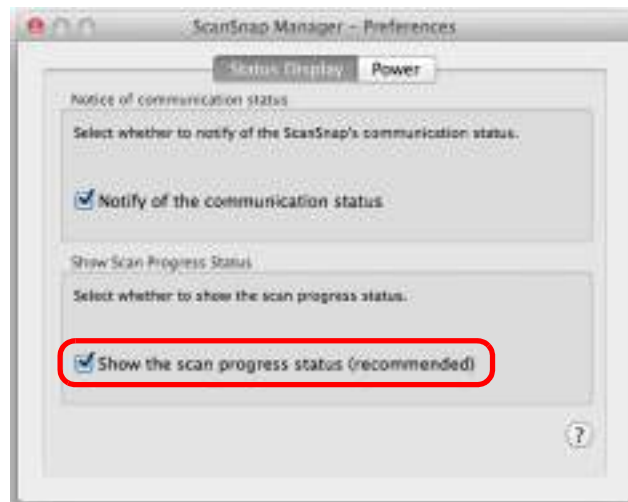 ScanSnap Manager – Preferences
Status Display Power
Notice of communication status
Select whether to notify of the ScanSnap's communication status.
Notify of the communication status
Show Scan Progress Status
Select whether to show the scan progress status.
Show the scan progress status (recommended)
?